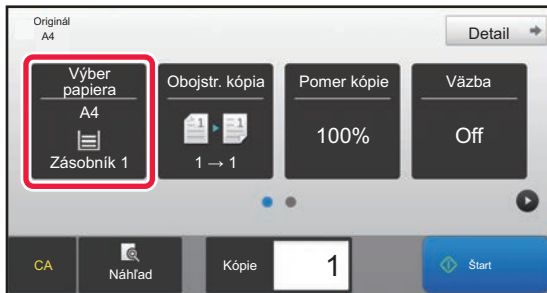 Originál
A4
Detail
Výber
papiera
A4
Zásobník 1
Obojstr. kópia
1 → 1
Pomer kópie
100%
Väzba
Off
CA
Náhľad
Kópie
1
Štart